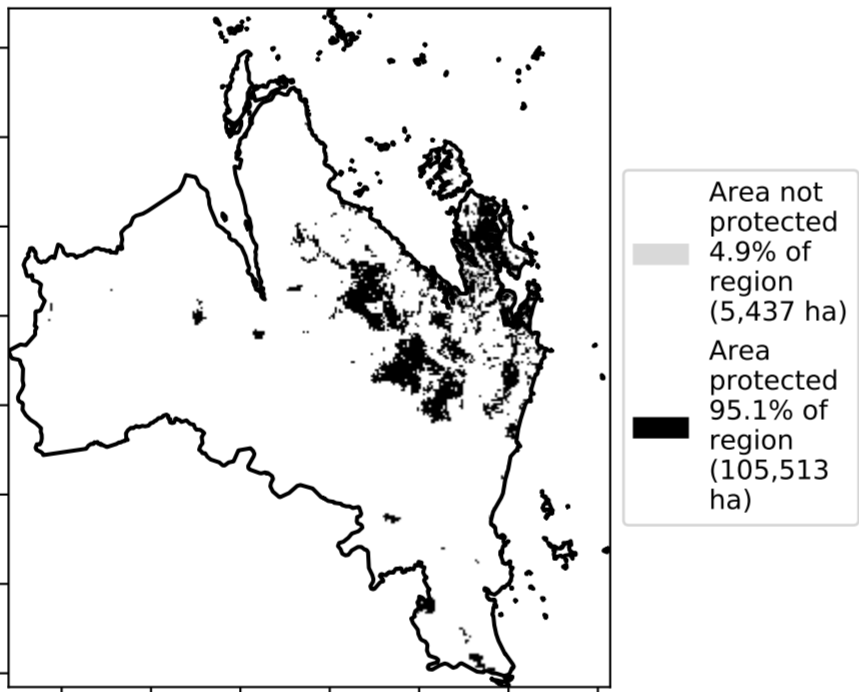 Area not
protected
4.9% of
region
(5,437 ha)
Area
protected
95.1% of
region
(105,513
ha)